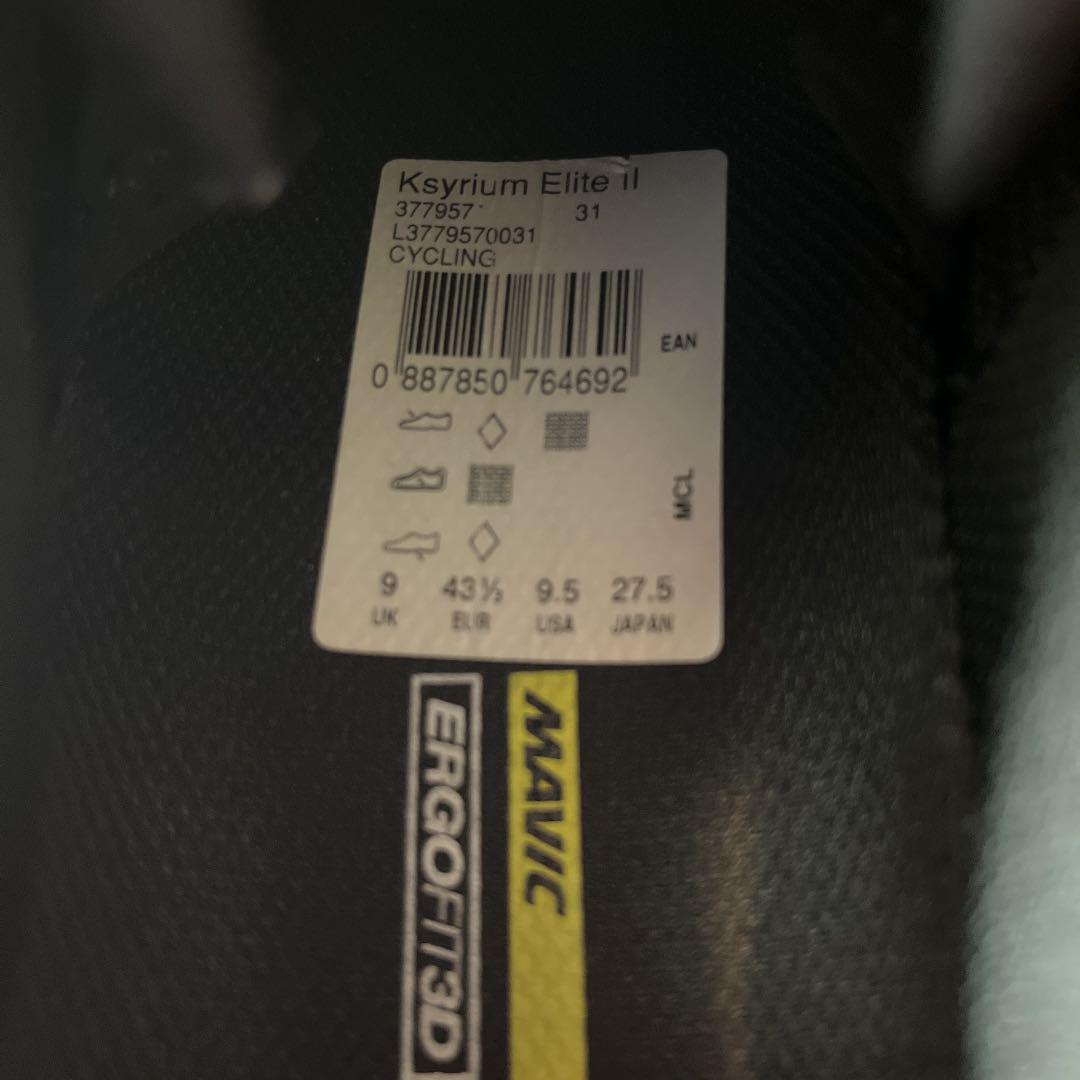 Ksyrium Elite II
377957 31
L3779570031
CYCLING
EAN
0 887850 764692
MCL
9 43⅓ 9.5 27.5
UK EUR USA JAPAN
ERGOFIT3D
MAVIC